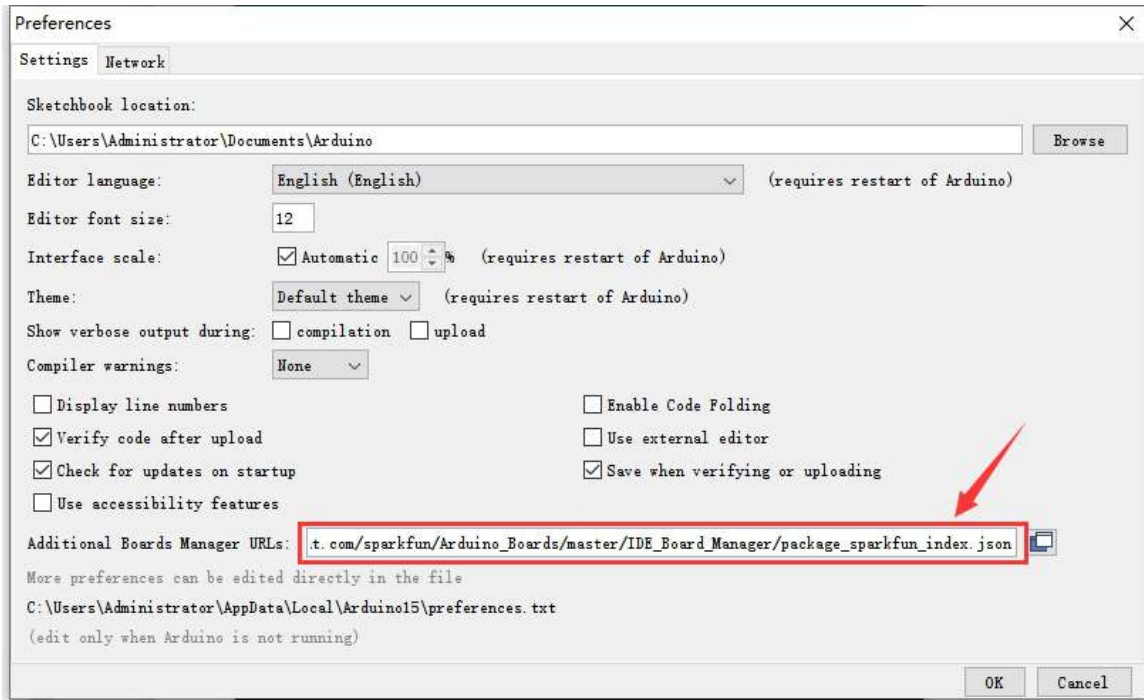 Preferences
Settings Network
Sketchbook location:
C:\Users\Administrator\Documents\Arduino Browse
Editor language: English (English) (requires restart of Arduino)
Editor font size: 12
Interface scale: Automatic 100 % (requires restart of Arduino)
Theme: Default theme (requires restart of Arduino)
Show verbose output during: compilation upload
Compiler warnings: None
Display line numbers Enable Code Folding
Verify code after upload Use external editor
Check for updates on startup Save when verifying or uploading
Use accessibility features
Additional Boards Manager URLs: .t.com/sparkfun/Arduino_Boards/master/IDE_Board_Manager/package_sparkfun_index.json
More preferences can be edited directly in the file
C:\Users\Administrator\AppData\Local\Arduino15\preferences.txt
(edit only when Arduino is not running)
OK Cancel